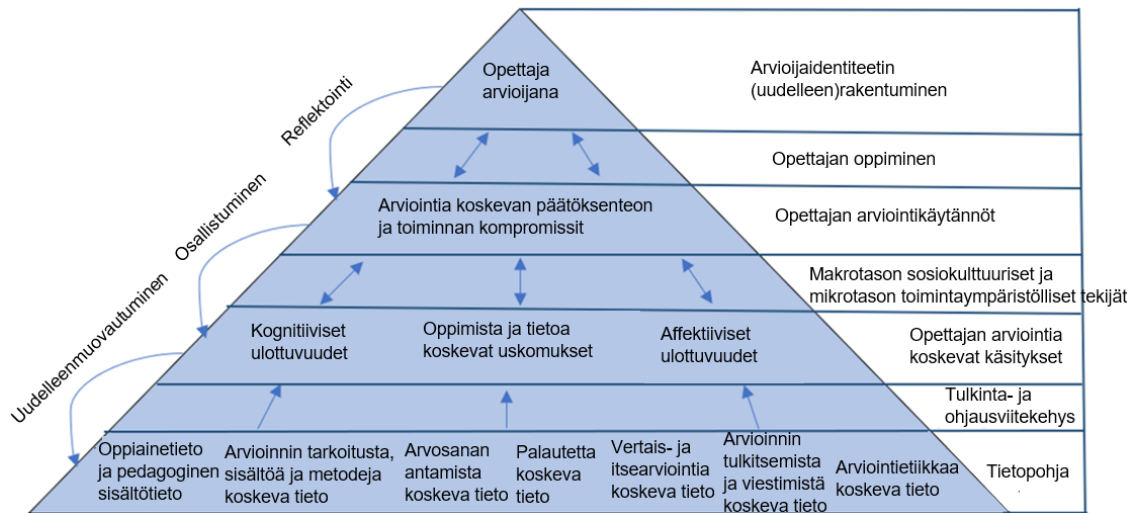 Opettaja
arvioijana
Arvioijaidentiteetin
(uudelleen)rakentuminen
Reflektointi
Opettajan oppiminen
Arviointia koskevan päätöksenteon
ja toiminnan kompromissit
Opettajan arviointikäytännöt
Osallistuminen
Makrotason sosiokulttuuriset ja
mikrotason toimintaympäristölliset tekijät
Kognitiiviset
ulottuvuudet
Oppimista ja tietoa
koskevat uskomukset
Affektiiviset
ulottuvuudet
Opettajan arviointia
koskevat käsitykset
Uudelleenmuovautuminen
Tulkinta- ja
ohjausviitekehys
Oppiainetieto
ja pedagoginen
sisältötieto
Arvioinnin tarkoitusta,
sisältöä ja metodeja
koskeva tieto
Arvosanan
antamista
koskeva tieto
Palautetta
koskeva
tieto
Vertais- ja
itsearviointia
koskeva tieto
Arvioinnin
tulkitsemista
ja viestimistä
koskeva tieto
Arviointietiikkaa
koskeva tieto
Tietopohja